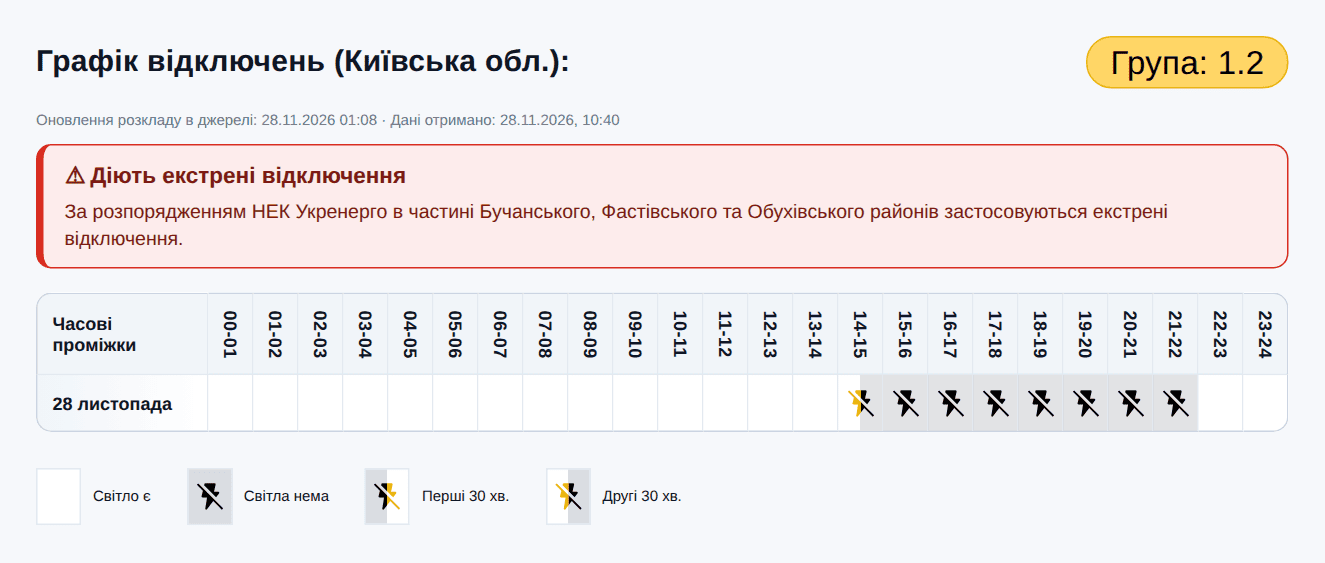 Графік відключень (Київська обл.):
Група: 1.2
Оновлення розкладу в джерелі: 28.11.2026 01:08 · Дані отримано: 28.11.2026, 10:40
⚠ Діють екстрені відключення
За розпорядженням НЕК Укренерго в частині Бучанського, Фастівського та Обухівського районів застосовуються екстрені
відключення.
Часові
проміжки
00-01
01-02
02-03
03-04
04-05
05-06
06-07
07-08
08-09
09-10
10-11
11-12
12-13
13-14
14-15
15-16
16-17
17-18
18-19
19-20
20-21
21-22
22-23
23-24
28 листопада
Світло є
Світла нема
Перші 30 хв.
Другі 30 хв.